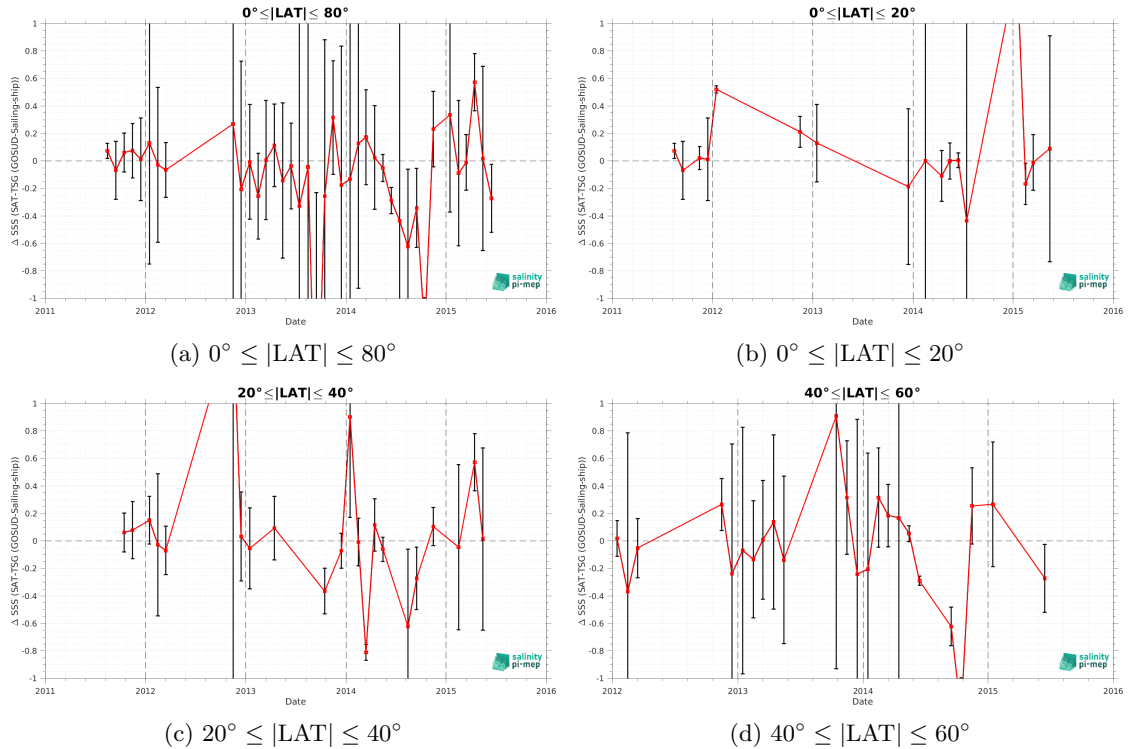 0°≤|LAT|≤ 80°
Δ SSS (SAT-TSG (GOSUD-Sailing-ship))
1
0.8
0.6
0.4
0.2
0
-0.2
-0.4
-0.6
-0.8
-1
salinity
pi-mep
2011 2012 2013 2014 2015 2016
Date
(a) 0° ≤ |LAT| ≤ 80°
0°≤|LAT|≤ 20°
Δ SSS (SAT-TSG (GOSUD-Sailing-ship))
1
0.8
0.6
0.4
0.2
0
-0.2
-0.4
-0.6
-0.8
-1
salinity
pi-mep
2011 2012 2013 2014 2015 2016
Date
(b) 0° ≤ |LAT| ≤ 20°
20°≤|LAT|≤ 40°
Δ SSS (SAT-TSG (GOSUD-Sailing-ship))
1
0.8
0.6
0.4
0.2
0
-0.2
-0.4
-0.6
-0.8
-1
salinity
pi-mep
2011 2012 2013 2014 2015 2016
Date
(c) 20° ≤ |LAT| ≤ 40°
40°≤|LAT|≤ 60°
Δ SSS (SAT-TSG (GOSUD-Sailing-ship))
1
0.8
0.6
0.4
0.2
0
-0.2
-0.4
-0.6
-0.8
-1
salinity
pi-mep
2012 2013 2014 2015 2016
Date
(d) 40° ≤ |LAT| ≤ 60°